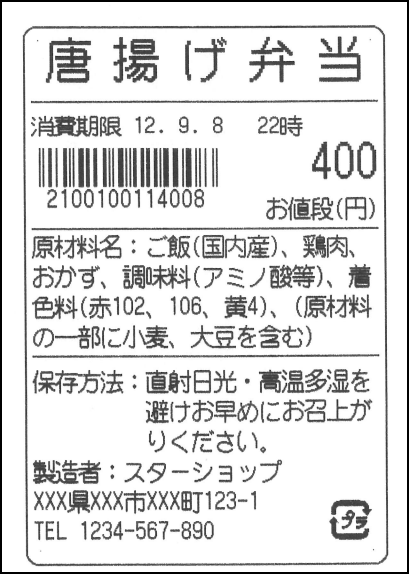 唐揚げ弁当
消費期限 12. 9. 8 22時
400
2100100114008
お値段(円)
原材料名：ご飯(国内産)、鶏肉、
おかず、調味料(アミノ酸等)、着
色料(赤102、106、黄4)、(原材料
の一部に小麦、大豆を含む)
保存方法：直射日光・高温多湿を
避けお早めにお召上が
りください。
製造者：スターショップ
XXX県XXX市XXX町123-1
TEL 1234-567-890
プラ